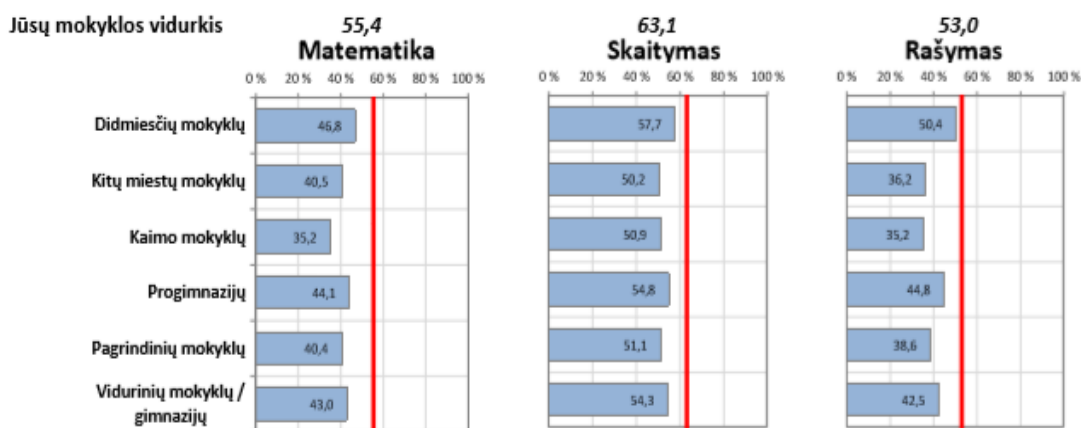 Jūsų mokyklos vidurkis 55,4 63,1 53,0
Matematika Skaitymas Rašymas
0 % 20 % 40 % 60 % 80 % 100 % 0 % 20 % 40 % 60 % 80 % 100 % 0 % 20 % 40 % 60 % 80 % 100 %
Didmiesčių mokyklų 46,8 57,7 50,4
Kitų miestų mokyklų 40,5 50,2 36,2
Kaimo mokyklų 35,2 50,9 35,2
Progimnazijų 44,1 54,8 44,8
Pagrindinių mokyklų 40,4 51,1 38,6
Vidurinių mokyklų /
gimnazijų 43,0 54,3 42,5